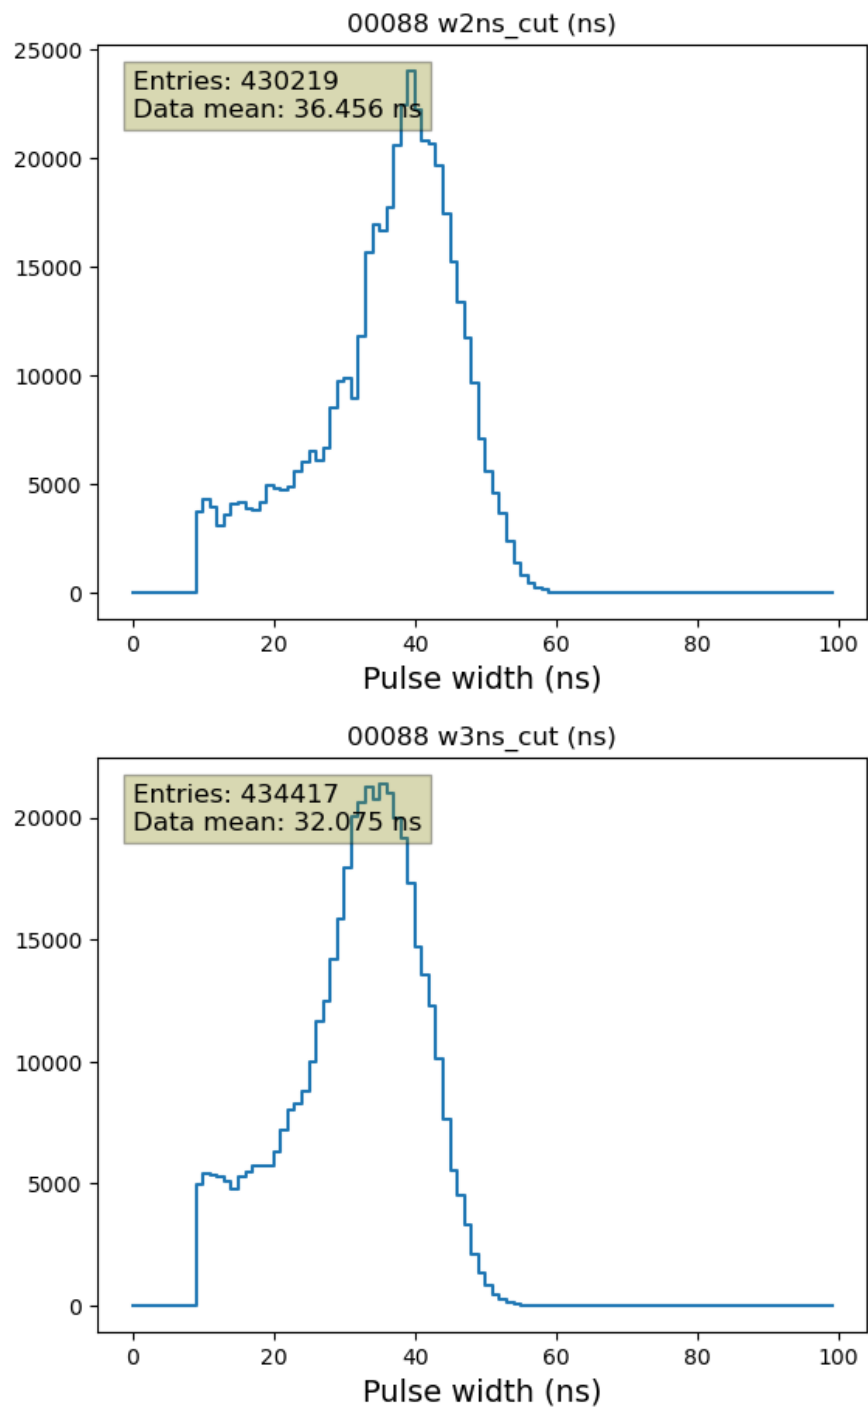 00088 w2ns_cut (ns)
25000
Entries: 430219
Data mean: 36.456 ns
20000
15000
10000
5000
0
0 20 40 60 80 100
Pulse width (ns)
00088 w3ns_cut (ns)
Entries: 434417
Data mean: 32.075 ns
20000
15000
10000
5000
0
0 20 40 60 80 100
Pulse width (ns)